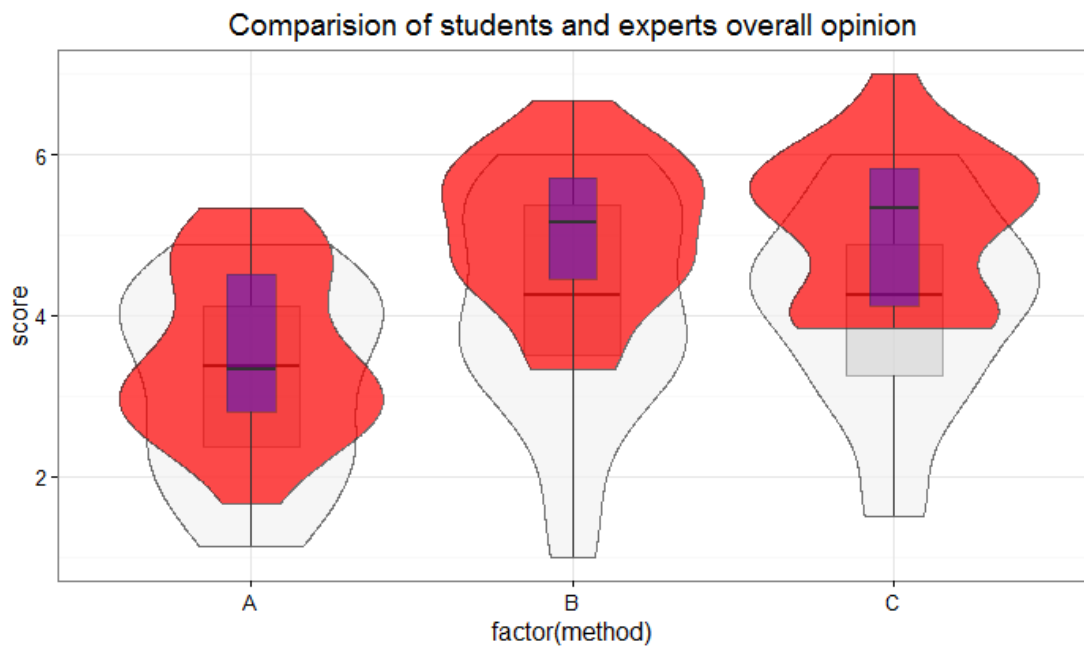 Comparision of students and experts overall opinion
6
4
2
score
A
B
C
factor(method)